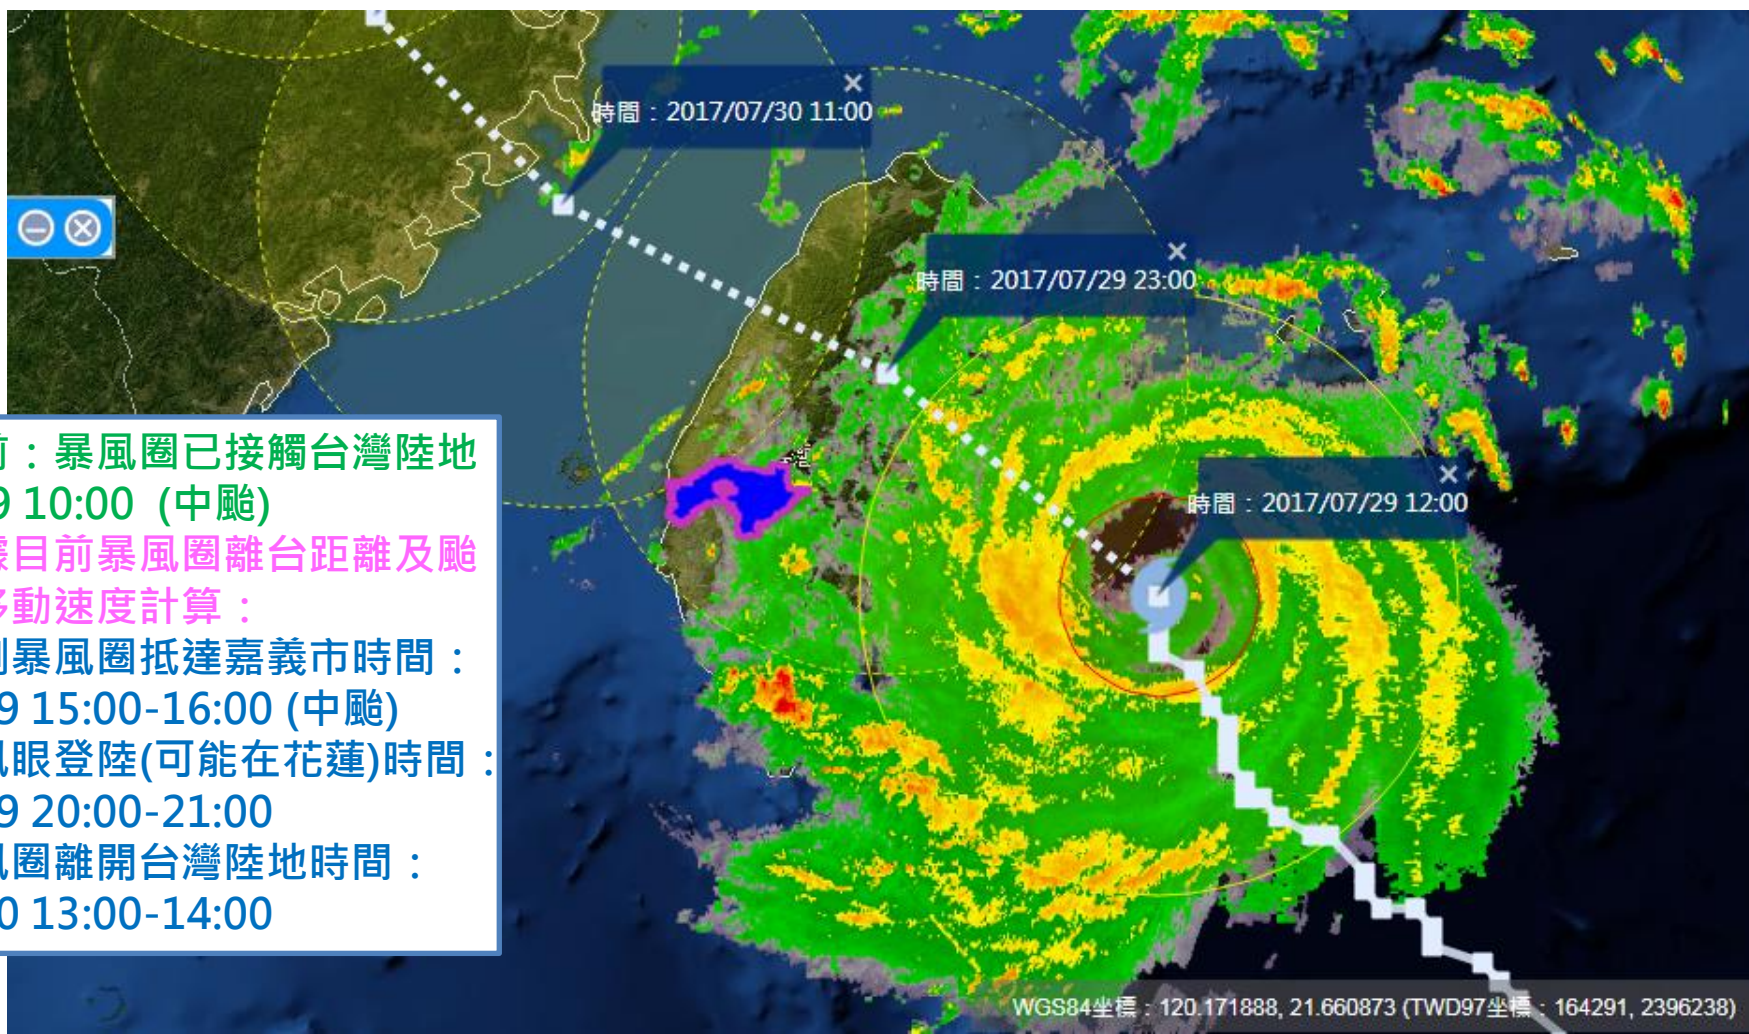 時間：2017/07/30 11:00
時間：2017/07/29 23:00
時間：2017/07/29 12:00
：暴風圈已接觸台灣陸地
9 10:00 (中颱)
目前暴風圈離台距離及颱
動速度計算：
暴風圈抵達嘉義市時間：
9 15:00-16:00 (中颱)
眼登陸(可能在花蓮)時間：
9 20:00-21:00
圈離開台灣陸地時間：
0 13:00-14:00
WGS84坐標：120.171888, 21.660873 (TWD97坐標：164291, 2396238)